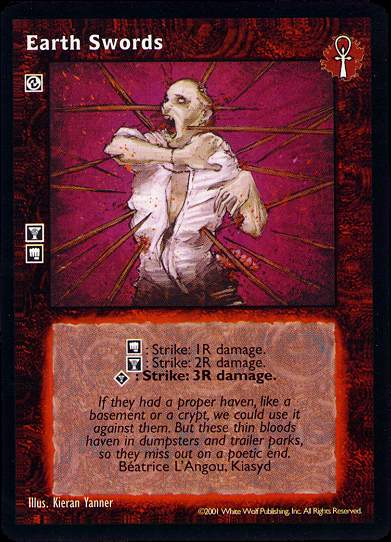 Earth Swords
: Strike: 1R damage.
: Strike: 2R damage.
: Strike: 3R damage.
If they had a proper haven, like a
basement or a crypt, we could use it
against them. But these thin bloods
haven in dumpsters and trailer parks,
so they miss out on a poetic end.
Béatrice L'Angou, Kiasyd
Illus. Kieran Yanner
©2001 White Wolf Publishing, Inc. All Rights Reserved.